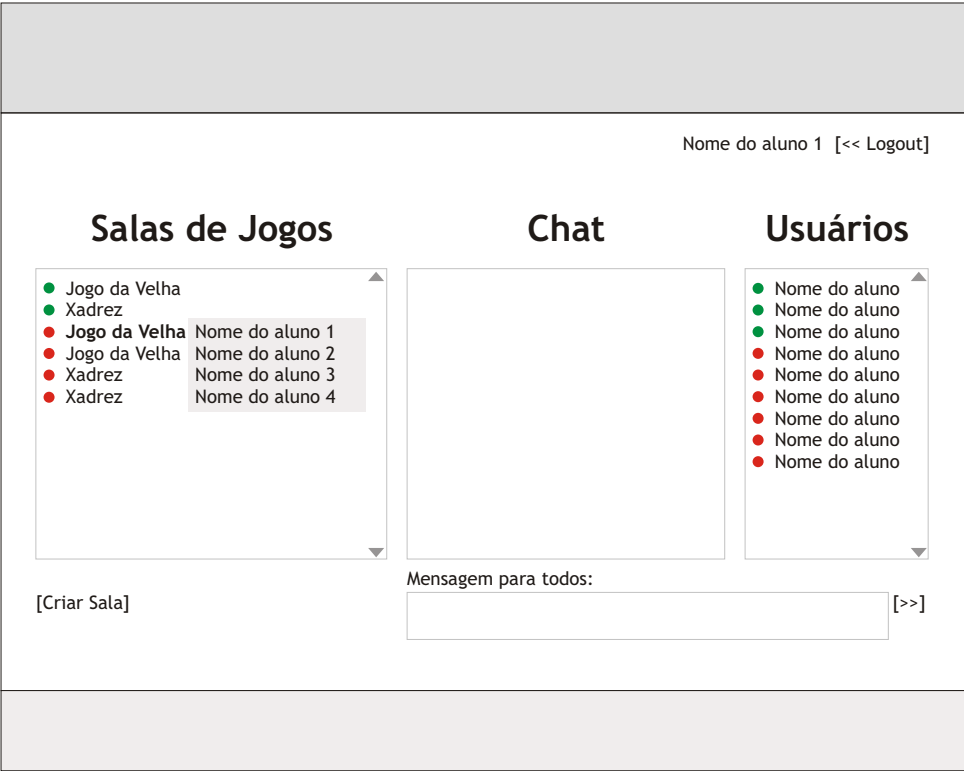 Nome do aluno 1 [<< Logout]
Salas de Jogos
Jogo da Velha
Xadrez
Jogo da Velha
Jogo da Velha
Xadrez
Xadrez
Nome do aluno 1
Nome do aluno 2
Nome do aluno 3
Nome do aluno 4
[Criar Sala]
Chat
Mensagem para todos:
[>>]
Usuários
Nome do aluno
Nome do aluno
Nome do aluno
Nome do aluno
Nome do aluno
Nome do aluno
Nome do aluno
Nome do aluno
Nome do aluno